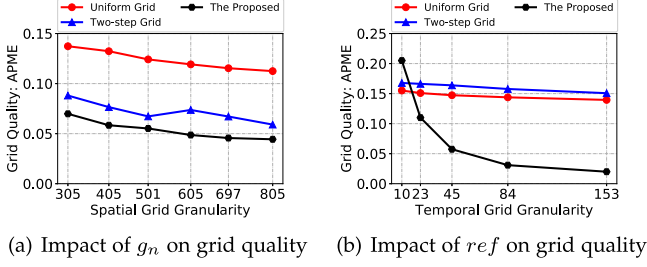 Uniform Grid
Two-step Grid
The Proposed
Grid Quality: APME
0.15
0.10
0.05
0.00
305 405 501 605 697 805
Spatial Grid Granularity
(a) Impact of gn on grid quality
Uniform Grid
Two-step Grid
The Proposed
Grid Quality: APME
0.25
0.20
0.15
0.10
0.05
0.00
10 23 45 84 153
Temporal Grid Granularity
(b) Impact of ref on grid quality